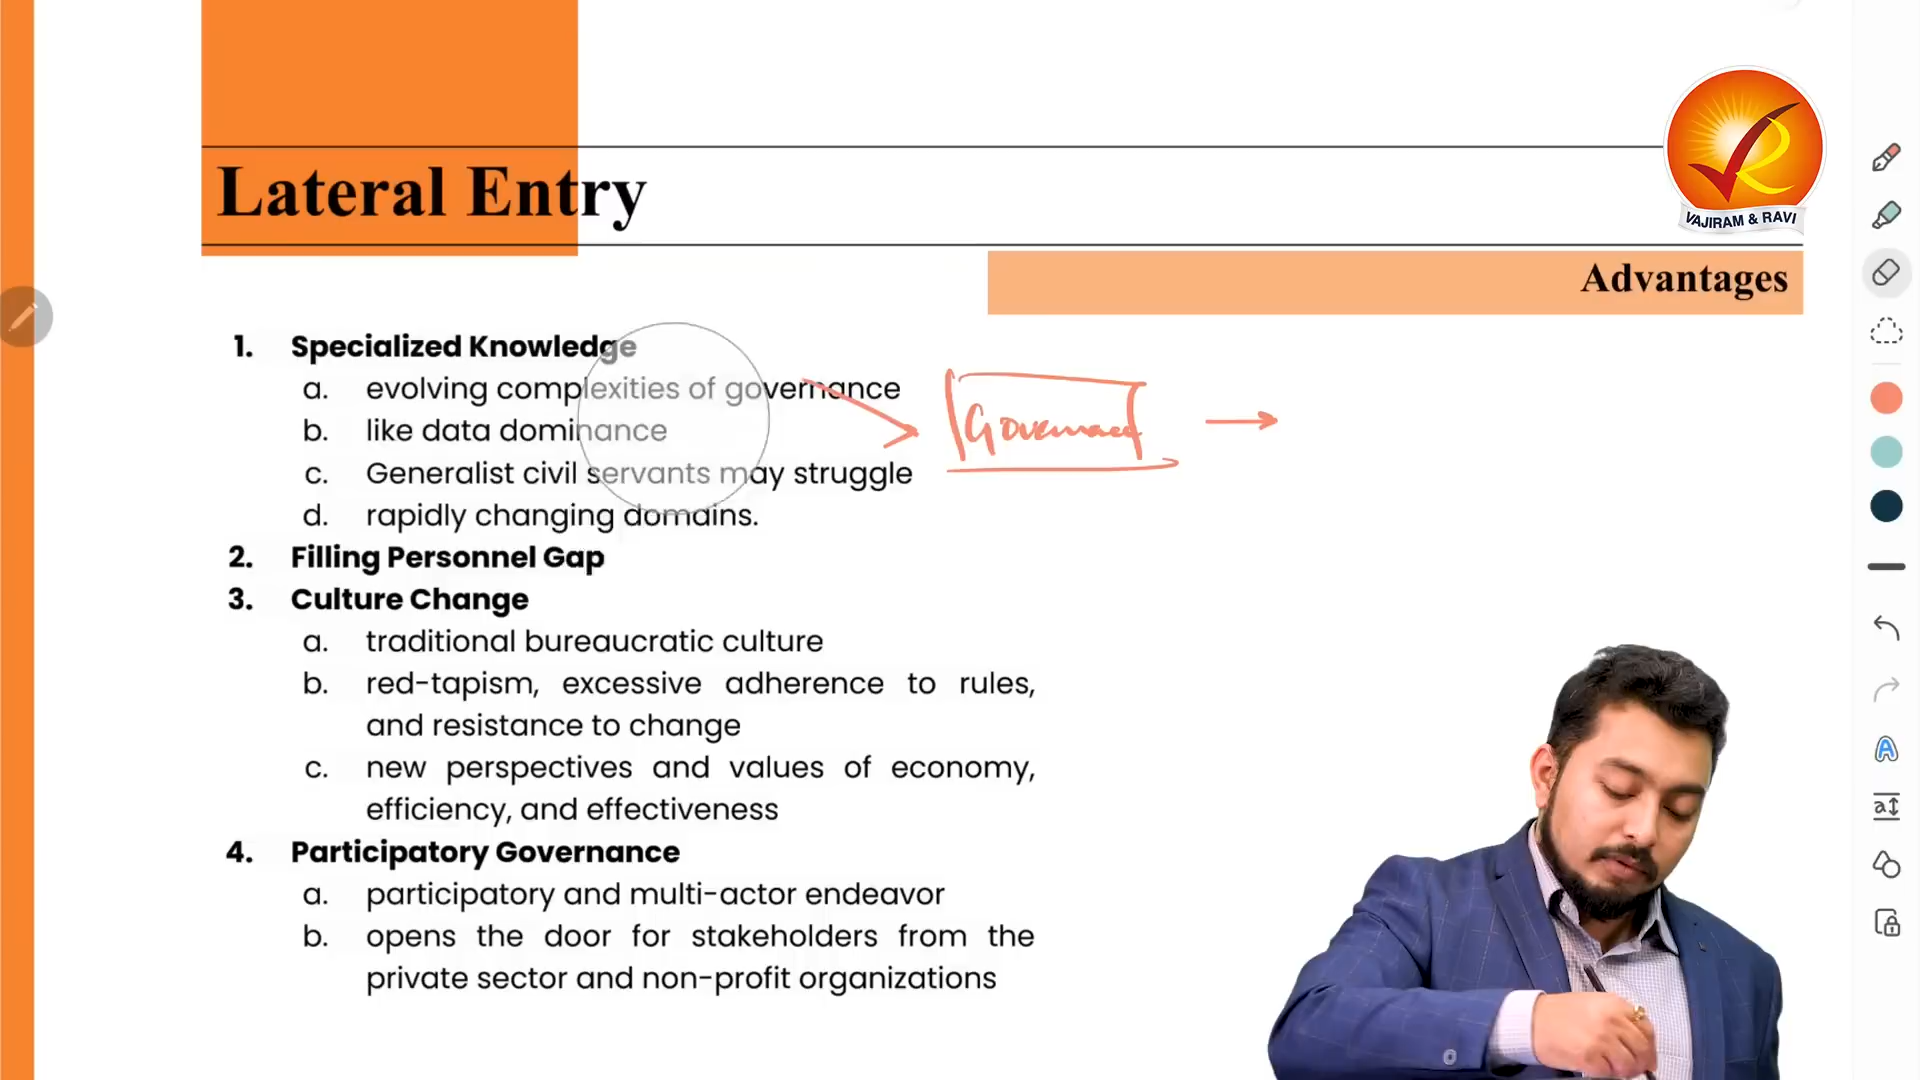 Lateral Entry
VAJIRAM & RAVI
Advantages
1. Specialized Knowledge
a. evolving complexities of governance
b. like data dominance
c. Generalist civil servants may struggle
d. rapidly changing domains.
2. Filling Personnel Gap
3. Culture Change
a. traditional bureaucratic culture
b. red-tapism, excessive adherence to rules,
and resistance to change
c. new perspectives and values of economy,
efficiency, and effectiveness
4. Participatory Governance
a. participatory and multi-actor endeavor
b. opens the door for stakeholders from the
private sector and non-profit organizations